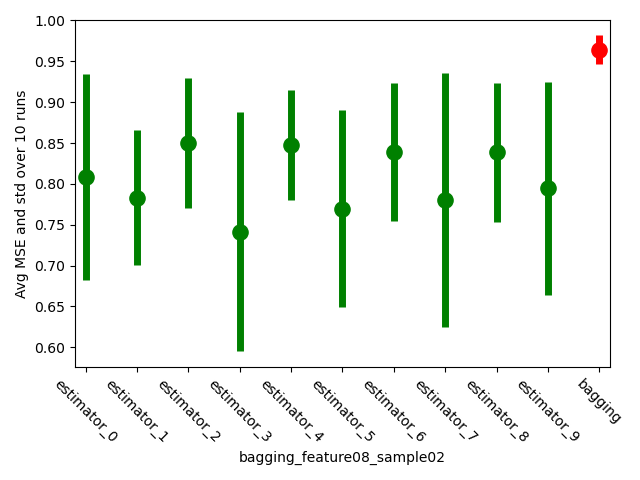 1.00
0.95
0.90
0.85
0.80
0.75
0.70
0.65
0.60
Avg MSE and std over 10 runs
estimator_0
estimator_1
estimator_2
estimator_3
estimator_4
estimator_5
estimator_6
estimator_7
estimator_8
estimator_9
bagging
bagging_feature08_sample02